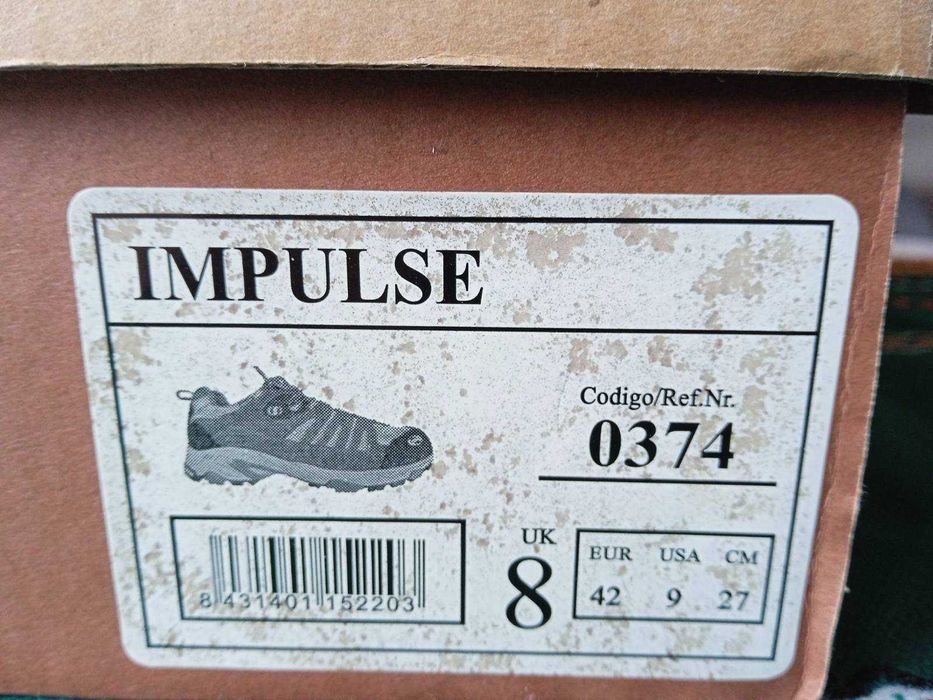 IMPULSE
Codigo/Ref.Nr.
0374
UK
8
EUR USA CM
42 9 27
8 431401 152203